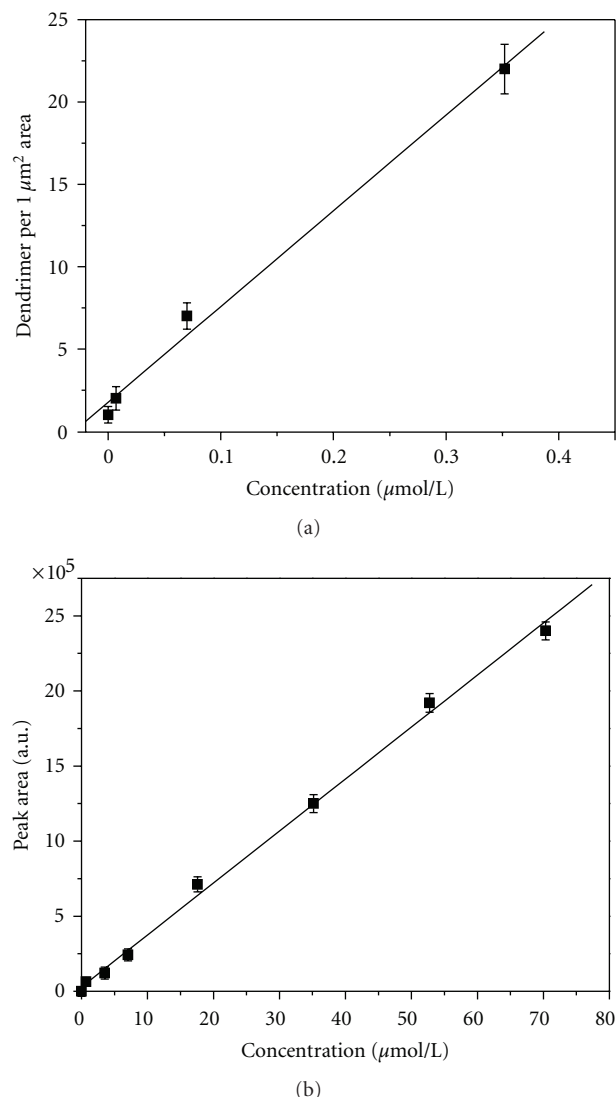 25
20
15
10
5
0
Dendrimer per 1 μm² area
0 0.1 0.2 0.3 0.4
Concentration (μmol/L)
(a)
×10⁵
25
20
15
10
5
0
Peak area (a.u.)
0 10 20 30 40 50 60 70 80
Concentration (μmol/L)
(b)